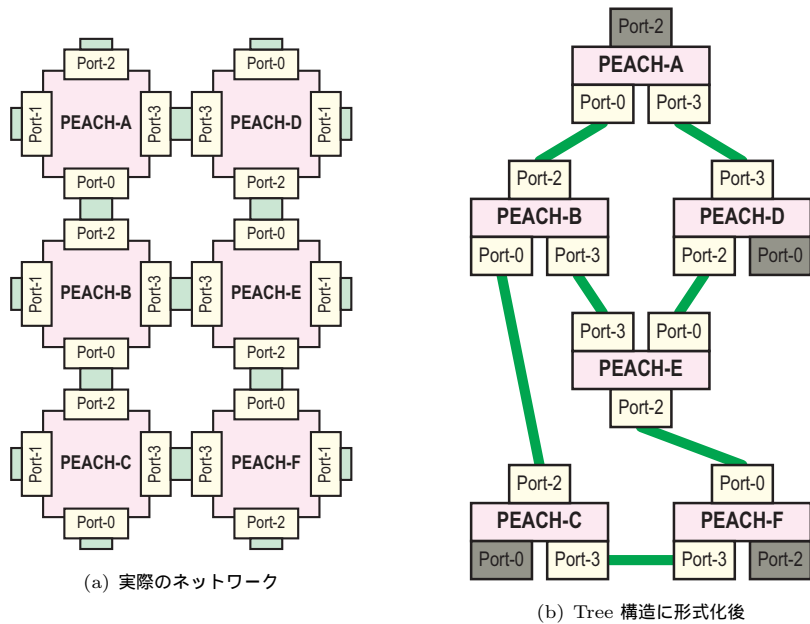 Port-2
Port-0
Port-1
PEACH-A
Port-3
Port-3
PEACH-D
Port-1
Port-0
Port-2
Port-2
Port-0
Port-1
PEACH-B
Port-3
Port-3
PEACH-E
Port-1
Port-0
Port-2
Port-2
Port-0
Port-1
PEACH-C
Port-3
Port-3
PEACH-F
Port-1
Port-0
Port-2
(a) 実際のネットワーク
Port-2
PEACH-A
Port-0
Port-3
Port-2
Port-3
PEACH-B
PEACH-D
Port-0
Port-3
Port-2
Port-0
Port-3
Port-0
PEACH-E
Port-2
Port-2
Port-0
PEACH-C
PEACH-F
Port-0
Port-3
Port-3
Port-2
(b) Tree 構造に形式化後